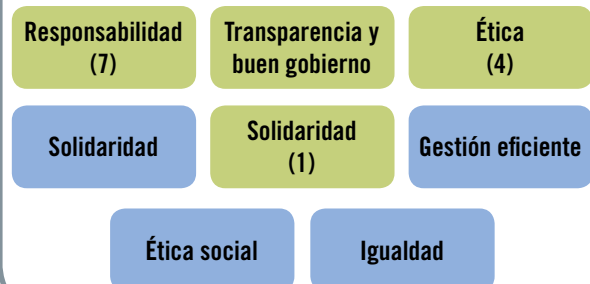 Responsabilidad
(7)
Transparencia y
buen gobierno
Ética
(4)
Solidaridad
Solidaridad
(1)
Gestión eficiente
Ética social
Igualdad